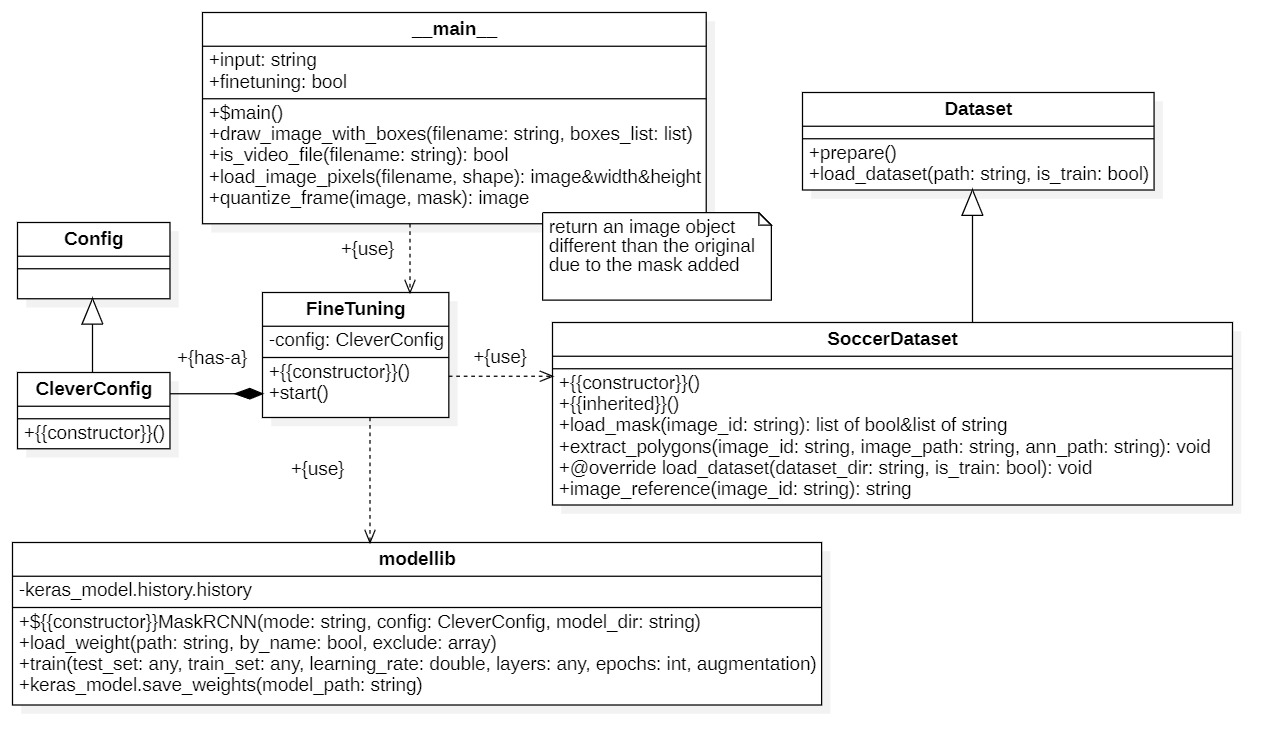 __main__
+input: string
+finetuning: bool
+$main()
+draw_image_with_boxes(filename: string, boxes_list: list)
+is_video_file(filename: string): bool
+load_image_pixels(filename, shape): image&width&height
+quantize_frame(image, mask): image
return an image object
different than the original
due to the mask added
Dataset
+prepare()
+load_dataset(path: string, is_train: bool)
Config
+{use}
FineTuning
-config: CleverConfig
+{{constructor}}()
+start()
+{has-a}
CleverConfig
+{{constructor}}()
+{use}
SoccerDataset
+{{constructor}}()
+{{inherited}}()
+load_mask(image_id: string): list of bool&list of string
+extract_polygons(image_id: string, image_path: string, ann_path: string): void
+@override load_dataset(dataset_dir: string, is_train: bool): void
+image_reference(image_id: string): string
+{use}
modellib
-keras_model.history.history
+${{constructor}}MaskRCNN(mode: string, config: CleverConfig, model_dir: string)
+load_weight(path: string, by_name: bool, exclude: array)
+train(test_set: any, train_set: any, learning_rate: double, layers: any, epochs: int, augmentation)
+keras_model.save_weights(model_path: string)